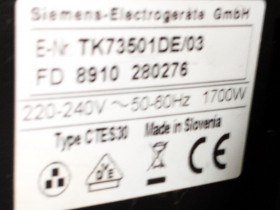 Siemens-Electrogeräte GmbH
E-Nr. TK73501DE/03
FD 8910 280276
220-240V ~50-60Hz 1700W
Type CTES30 Made in Slovenia